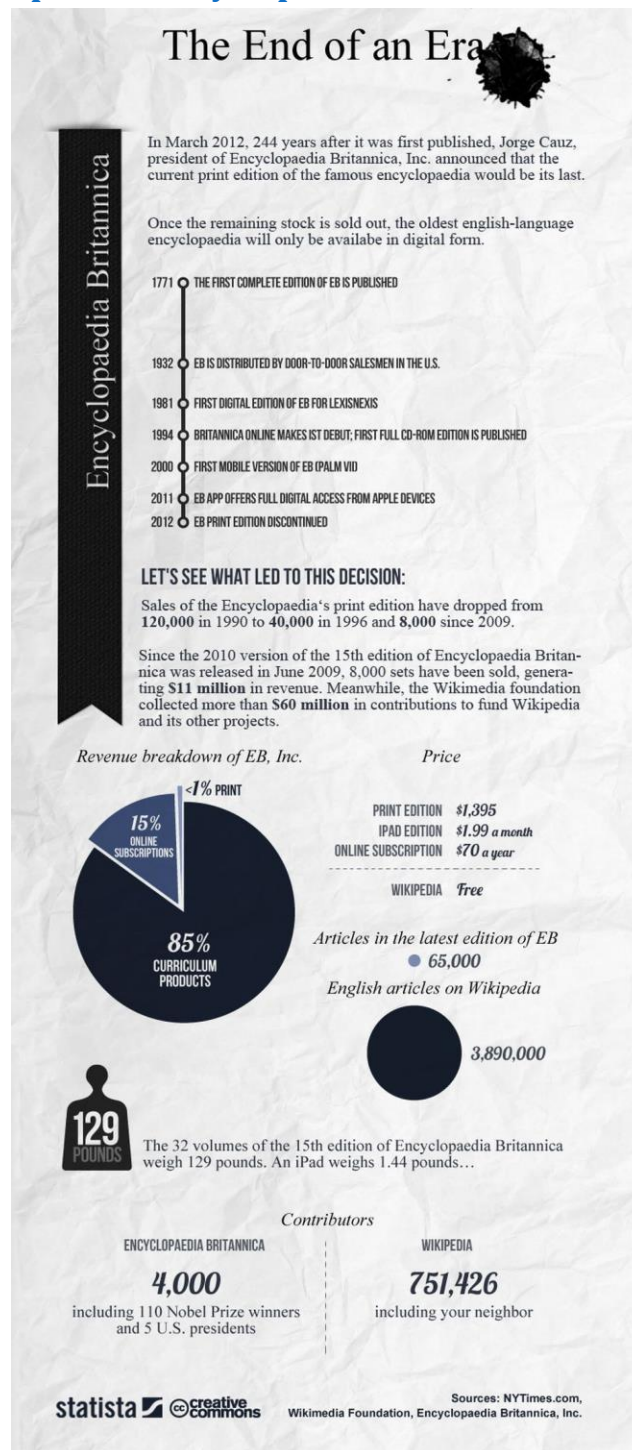 The End of an Era
Encyclopaedia Britannica
In March 2012, 244 years after it was first published, Jorge Cauz,
president of Encyclopaedia Britannica, Inc. announced that the
current print edition of the famous encyclopaedia would be its last.
Once the remaining stock is sold out, the oldest english-language
encyclopaedia will only be availabe in digital form.
1771 THE FIRST COMPLETE EDITION OF EB IS PUBLISHED
1932 EB IS DISTRIBUTED BY DOOR-TO-DOOR SALESMEN IN THE U.S.
1981 FIRST DIGITAL EDITION OF EB FOR LEXISNEXIS
1994 BRITANNICA ONLINE MAKES IST DEBUT; FIRST FULL CD-ROM EDITION IS PUBLISHED
2000 FIRST MOBILE VERSION OF EB (PALM VII)
2011 EB APP OFFERS FULL DIGITAL ACCESS FROM APPLE DEVICES
2012 EB PRINT EDITION DISCONTINUED
LET'S SEE WHAT LED TO THIS DECISION:
Sales of the Encyclopaedia‘s print edition have dropped from
120,000 in 1990 to 40,000 in 1996 and 8,000 since 2009.
Since the 2010 version of the 15th edition of Encyclopaedia Britan-
nica was released in June 2009, 8,000 sets have been sold, genera-
ting $11 million in revenue. Meanwhile, the Wikimedia foundation
collected more than $60 million in contributions to fund Wikipedia
and its other projects.
Revenue breakdown of EB, Inc.
<1% PRINT
15%
ONLINE
SUBSCRIPTIONS
85%
CURRICULUM
PRODUCTS
Price
PRINT EDITION $1,395
IPAD EDITION $1.99 a month
ONLINE SUBSCRIPTION $70 a year
WIKIPEDIA Free
Articles in the latest edition of EB
65,000
English articles on Wikipedia
3,890,000
129
POUNDS
The 32 volumes of the 15th edition of Encyclopaedia Britannica
weigh 129 pounds. An iPad weighs 1.44 pounds…
Contributors
ENCYCLOPAEDIA BRITANNICA
4,000
including 110 Nobel Prize winners
and 5 U.S. presidents
WIKIPEDIA
751,426
including your neighbor
statista
cc creative
commons
Sources: NYTimes.com,
Wikimedia Foundation, Encyclopaedia Britannica, Inc.